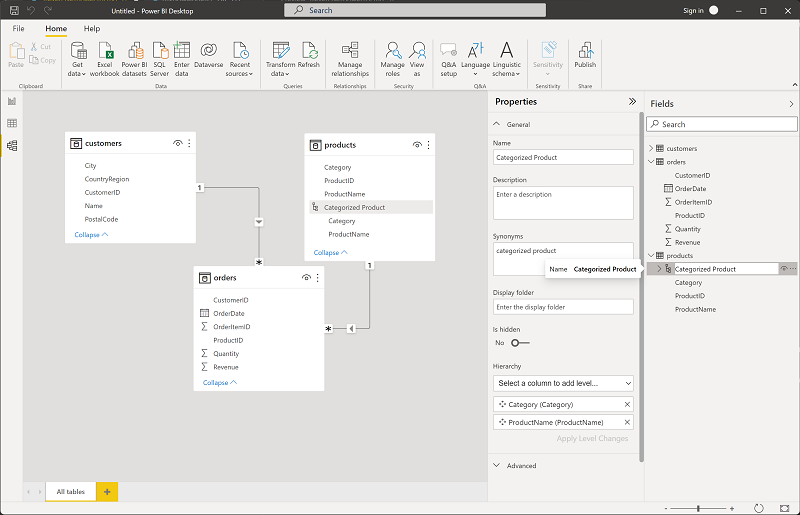 Untitled - Power BI Desktop
Search
Sign in
File
Home
Help
Paste
Cut
Copy
Get data
Excel workbook
Power BI datasets
SQL Server
Enter data
Dataverse
Recent sources
Transform data
Refresh
Manage relationships
Manage roles
View as
Q&A setup
Language
Linguistic schema
Sensitivity
Publish
Clipboard
Data
Queries
Relationships
Security
Q&A
Sensitivity
Share
customers
City
CountryRegion
CustomerID
Name
PostalCode
Collapse
1
*
products
Category
ProductID
ProductName
Categorized Product
Category
ProductName
Collapse
1
*
orders
CustomerID
OrderDate
OrderItemID
ProductID
Quantity
Revenue
Collapse
All tables
Properties
General
Name
Categorized Product
Description
Enter a description
Synonyms
categorized product
Name Categorized Product
Display folder
Enter the display folder
Is hidden
No
Hierarchy
Select a column to add level...
Category (Category)
ProductName (ProductName)
Apply Level Changes
Advanced
Fields
Search
customers
orders
CustomerID
OrderDate
OrderItemID
ProductID
Quantity
Revenue
products
Categorized Product
Category
ProductID
ProductName